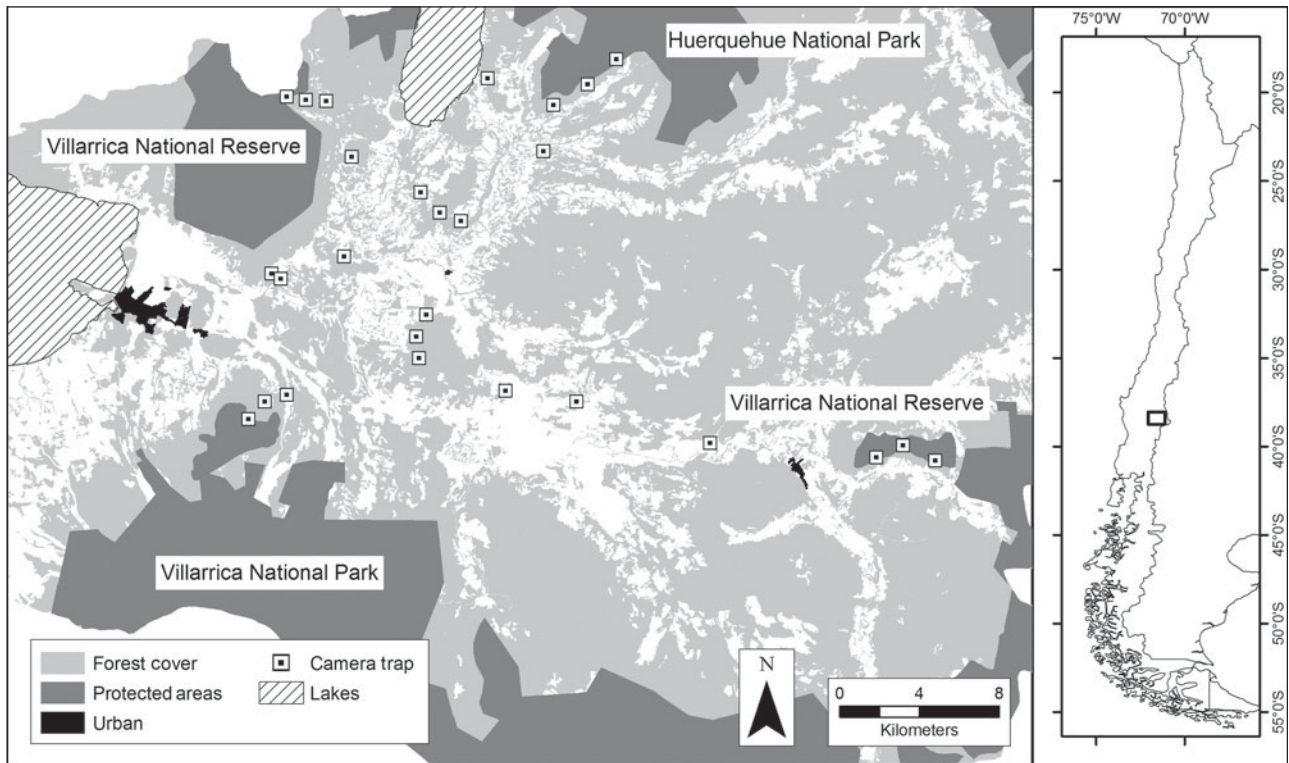 Huerquehue National Park
Villarrica National Reserve
Villarrica National Reserve
Villarrica National Park
Forest cover
Protected areas
Urban
Camera trap
Lakes
N
0 4 8
Kilometers
75°0'W 70°0'W
20°0'S
25°0'S
30°0'S
35°0'S
40°0'S
45°0'S
50°0'S
55°0'S